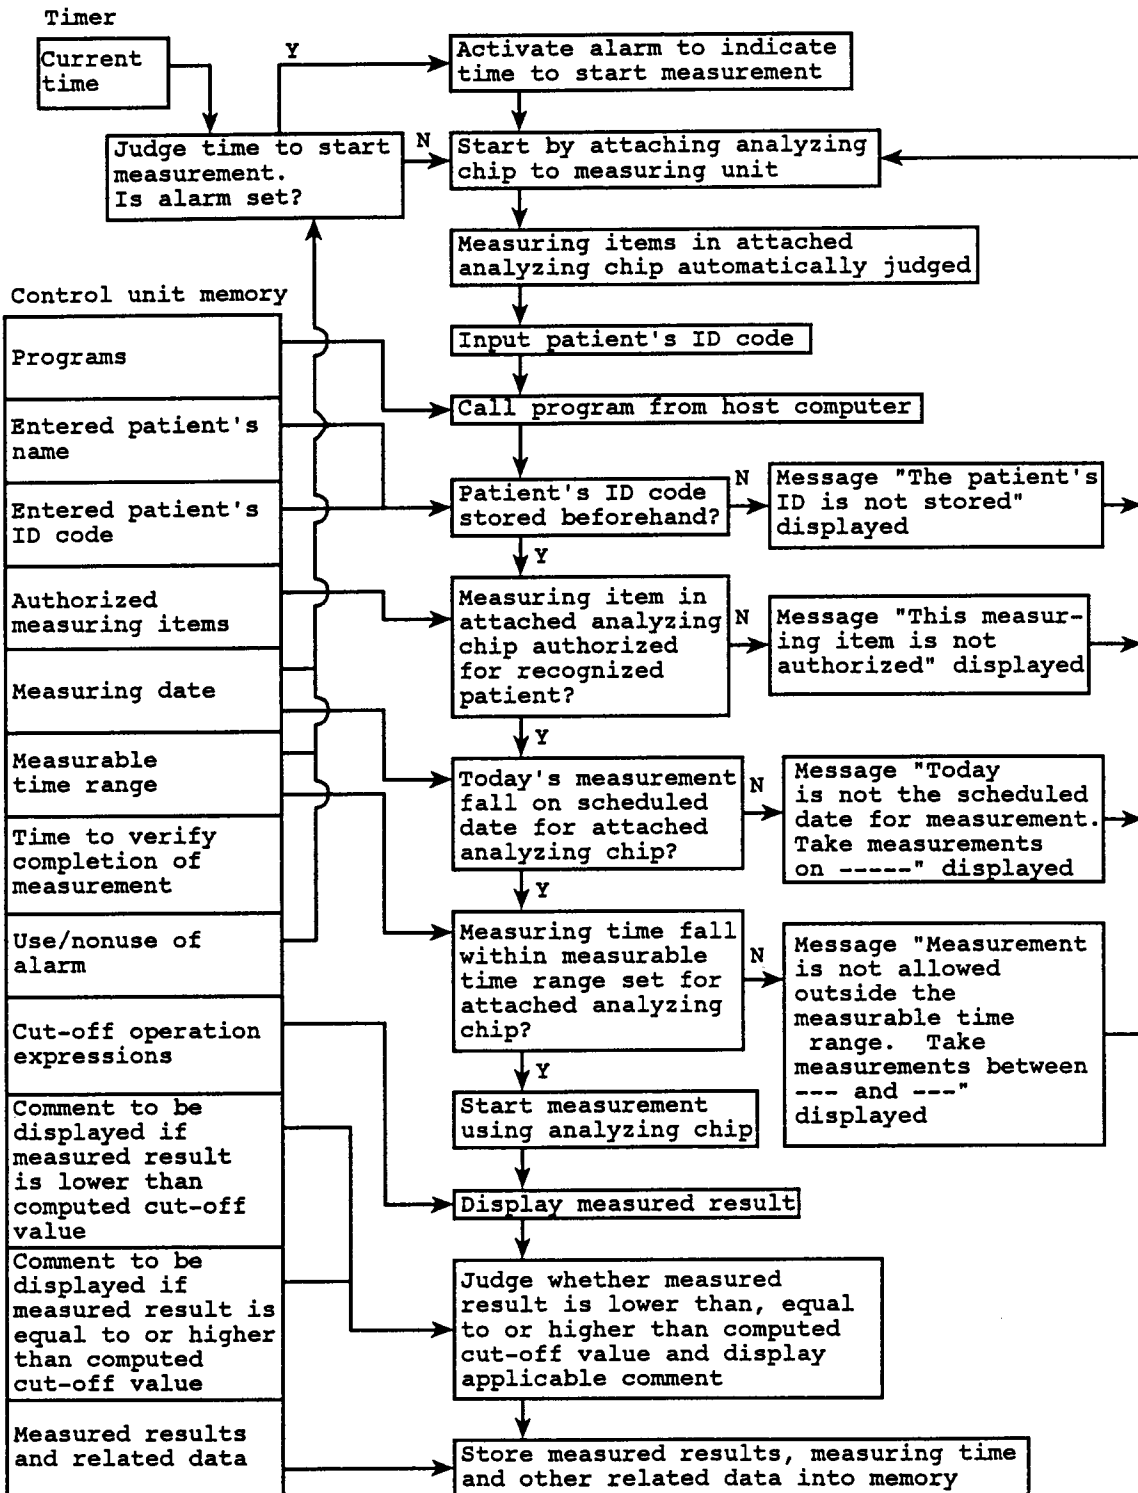 Timer
Current
time
Y
Activate alarm to indicate
time to start measurement
Judge time to start
measurement.
Is alarm set?
N
Start by attaching analyzing
chip to measuring unit
Measuring items in attached
analyzing chip automatically judged
Input patient's ID code
Call program from host computer
Patient's ID code
stored beforehand?
N
Message "The patient's
ID is not stored"
displayed
Y
Measuring item in
attached analyzing
chip authorized
for recognized
patient?
N
Message "This measur-
ing item is not
authorized" displayed
Y
Today's measurement
fall on scheduled
date for attached
analyzing chip?
N
Message "Today
is not the scheduled
date for measurement.
Take measurements
on -----" displayed
Y
Measuring time fall
within measurable
time range set for
attached analyzing
chip?
N
Message "Measurement
is not allowed
outside the
measurable time
range. Take
measurements between
--- and ---"
displayed
Y
Start measurement
using analyzing chip
Display measured result
Judge whether measured
result is lower than, equal
to or higher than computed
cut-off value and display
applicable comment
Store measured results, measuring time
and other related data into memory
Control unit memory
Programs
Entered patient's
name
Entered patient's
ID code
Authorized
measuring items
Measuring date
Measurable
time range
Time to verify
completion of
measurement
Use/nonuse of
alarm
Cut-off operation
expressions
Comment to be
displayed if
measured result
is lower than
computed cut-off
value
Comment to be
displayed if
measured result is
equal to or higher
than computed
cut-off value
Measured results
and related data